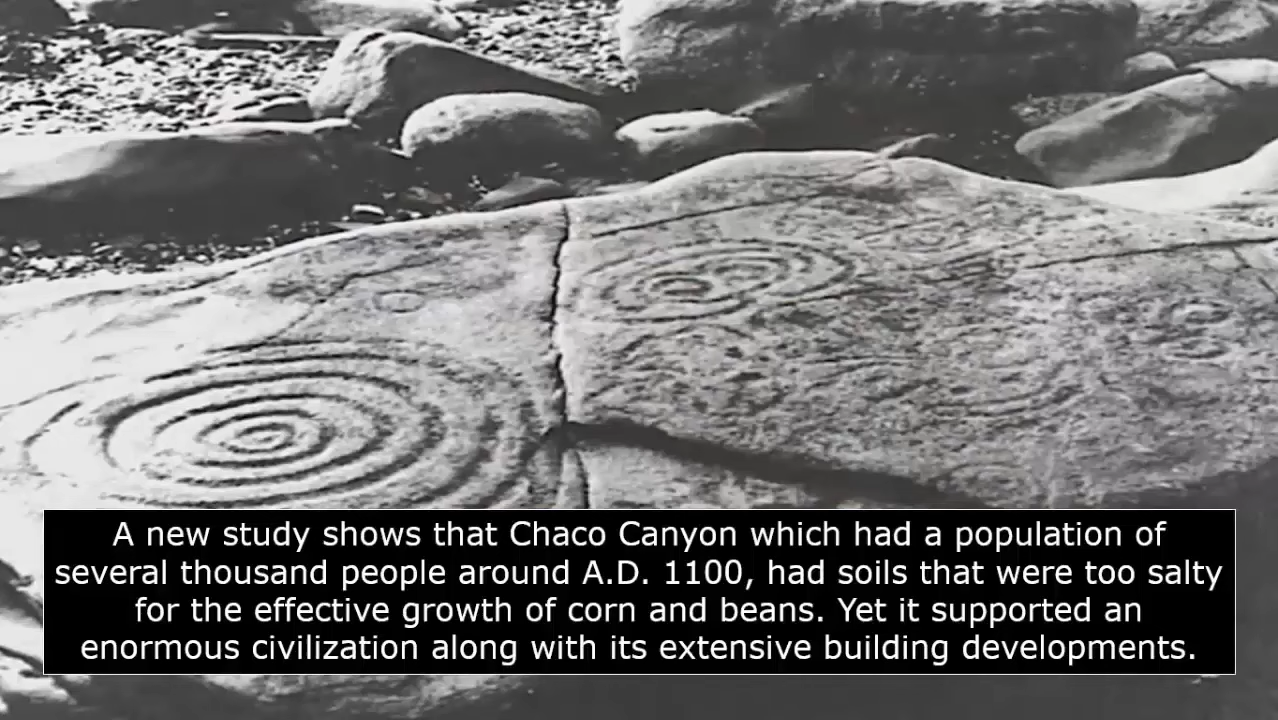 A new study shows that Chaco Canyon which had a population of
several thousand people around A.D. 1100, had soils that were too salty
for the effective growth of corn and beans. Yet it supported an
enormous civilization along with its extensive building developments.